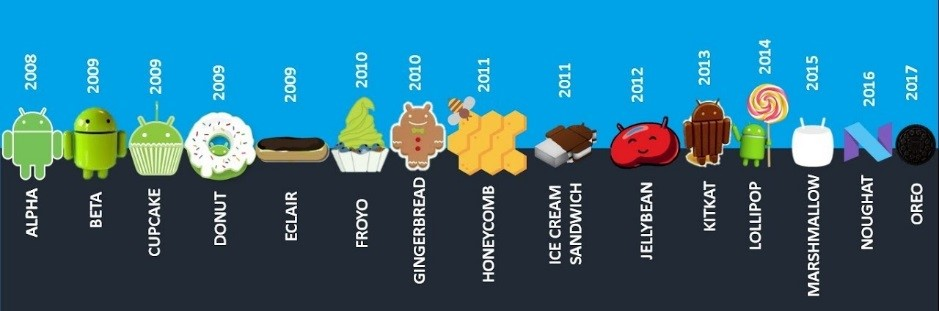 2008
2009
2009
2009
2009
2010
2010
2011
2011
2012
2013
2014
2015
2016
2017
ALPHA
BETA
CUPCAKE
DONUT
ECLAIR
FROYO
GINGERBREAD
HONEYCOMB
ICE CREAM
SANDWICH
JELLYBEAN
KITKAT
LOLLIPOP
MARSHMALLOW
NOUGHAT
OREO